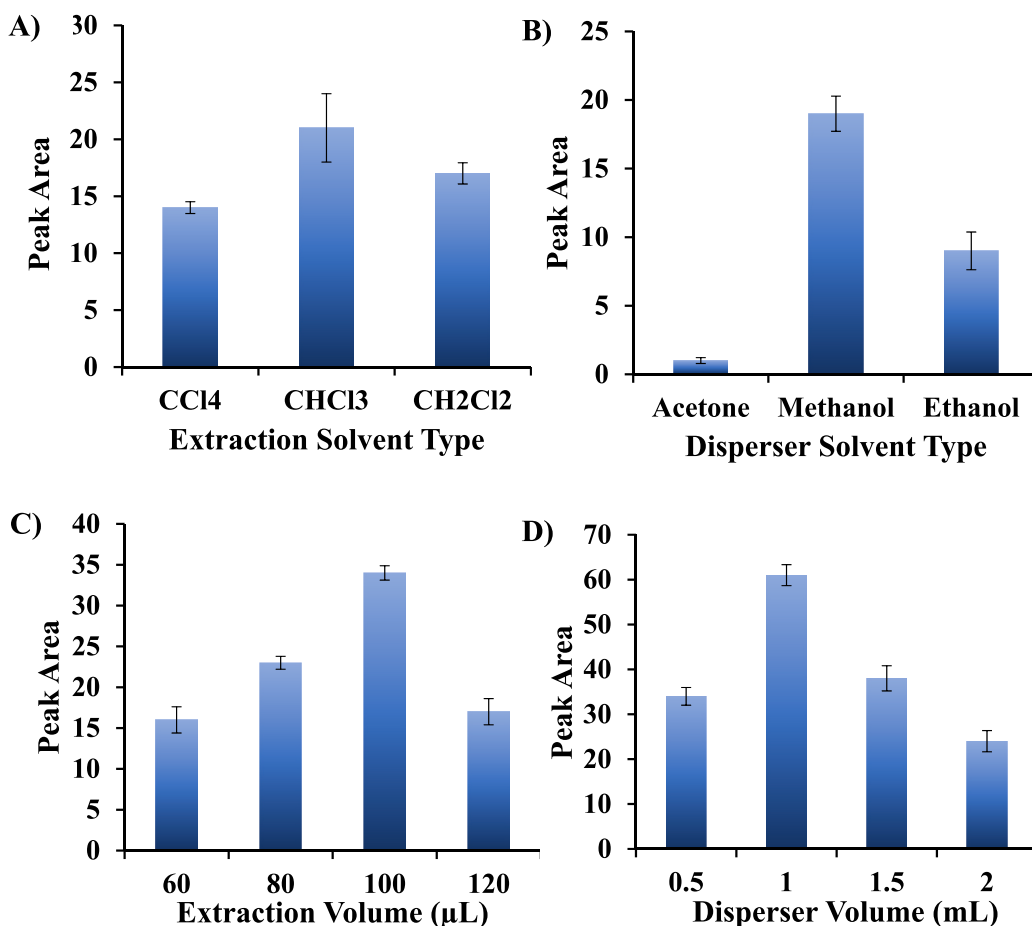 A)
30
25
20
15
10
5
0
Peak Area
CCl4 CHCl3 CH2Cl2
Extraction Solvent Type
B)
25
20
15
10
5
0
Peak Area
Acetone Methanol Ethanol
Disperser Solvent Type
C)
40
35
30
25
20
15
10
5
0
Peak Area
60 80 100 120
Extraction Volume (µL)
D)
70
60
50
40
30
20
10
0
Peak Area
0.5 1 1.5 2
Disperser Volume (mL)